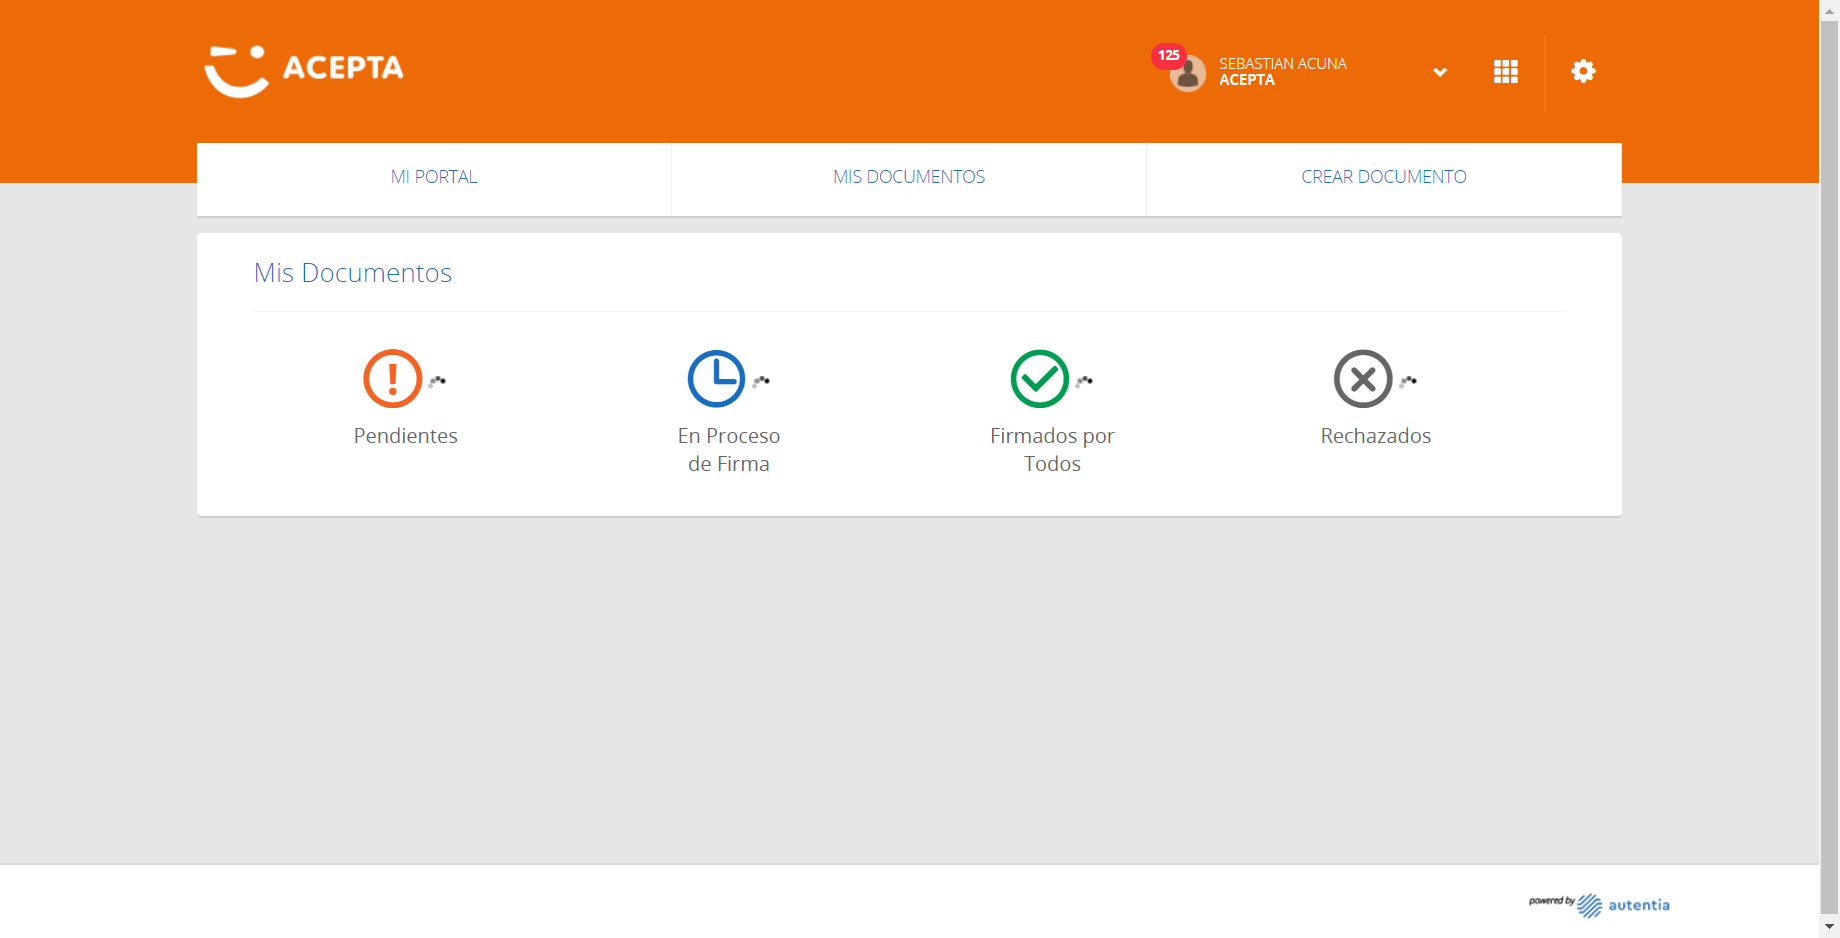 ACEPTA
125
SEBASTIAN ACUNA
ACEPTA
MI PORTAL
MIS DOCUMENTOS
CREAR DOCUMENTO
Mis Documentos
Pendientes
En Proceso
de Firma
Firmados por
Todos
Rechazados
powered by
autentia